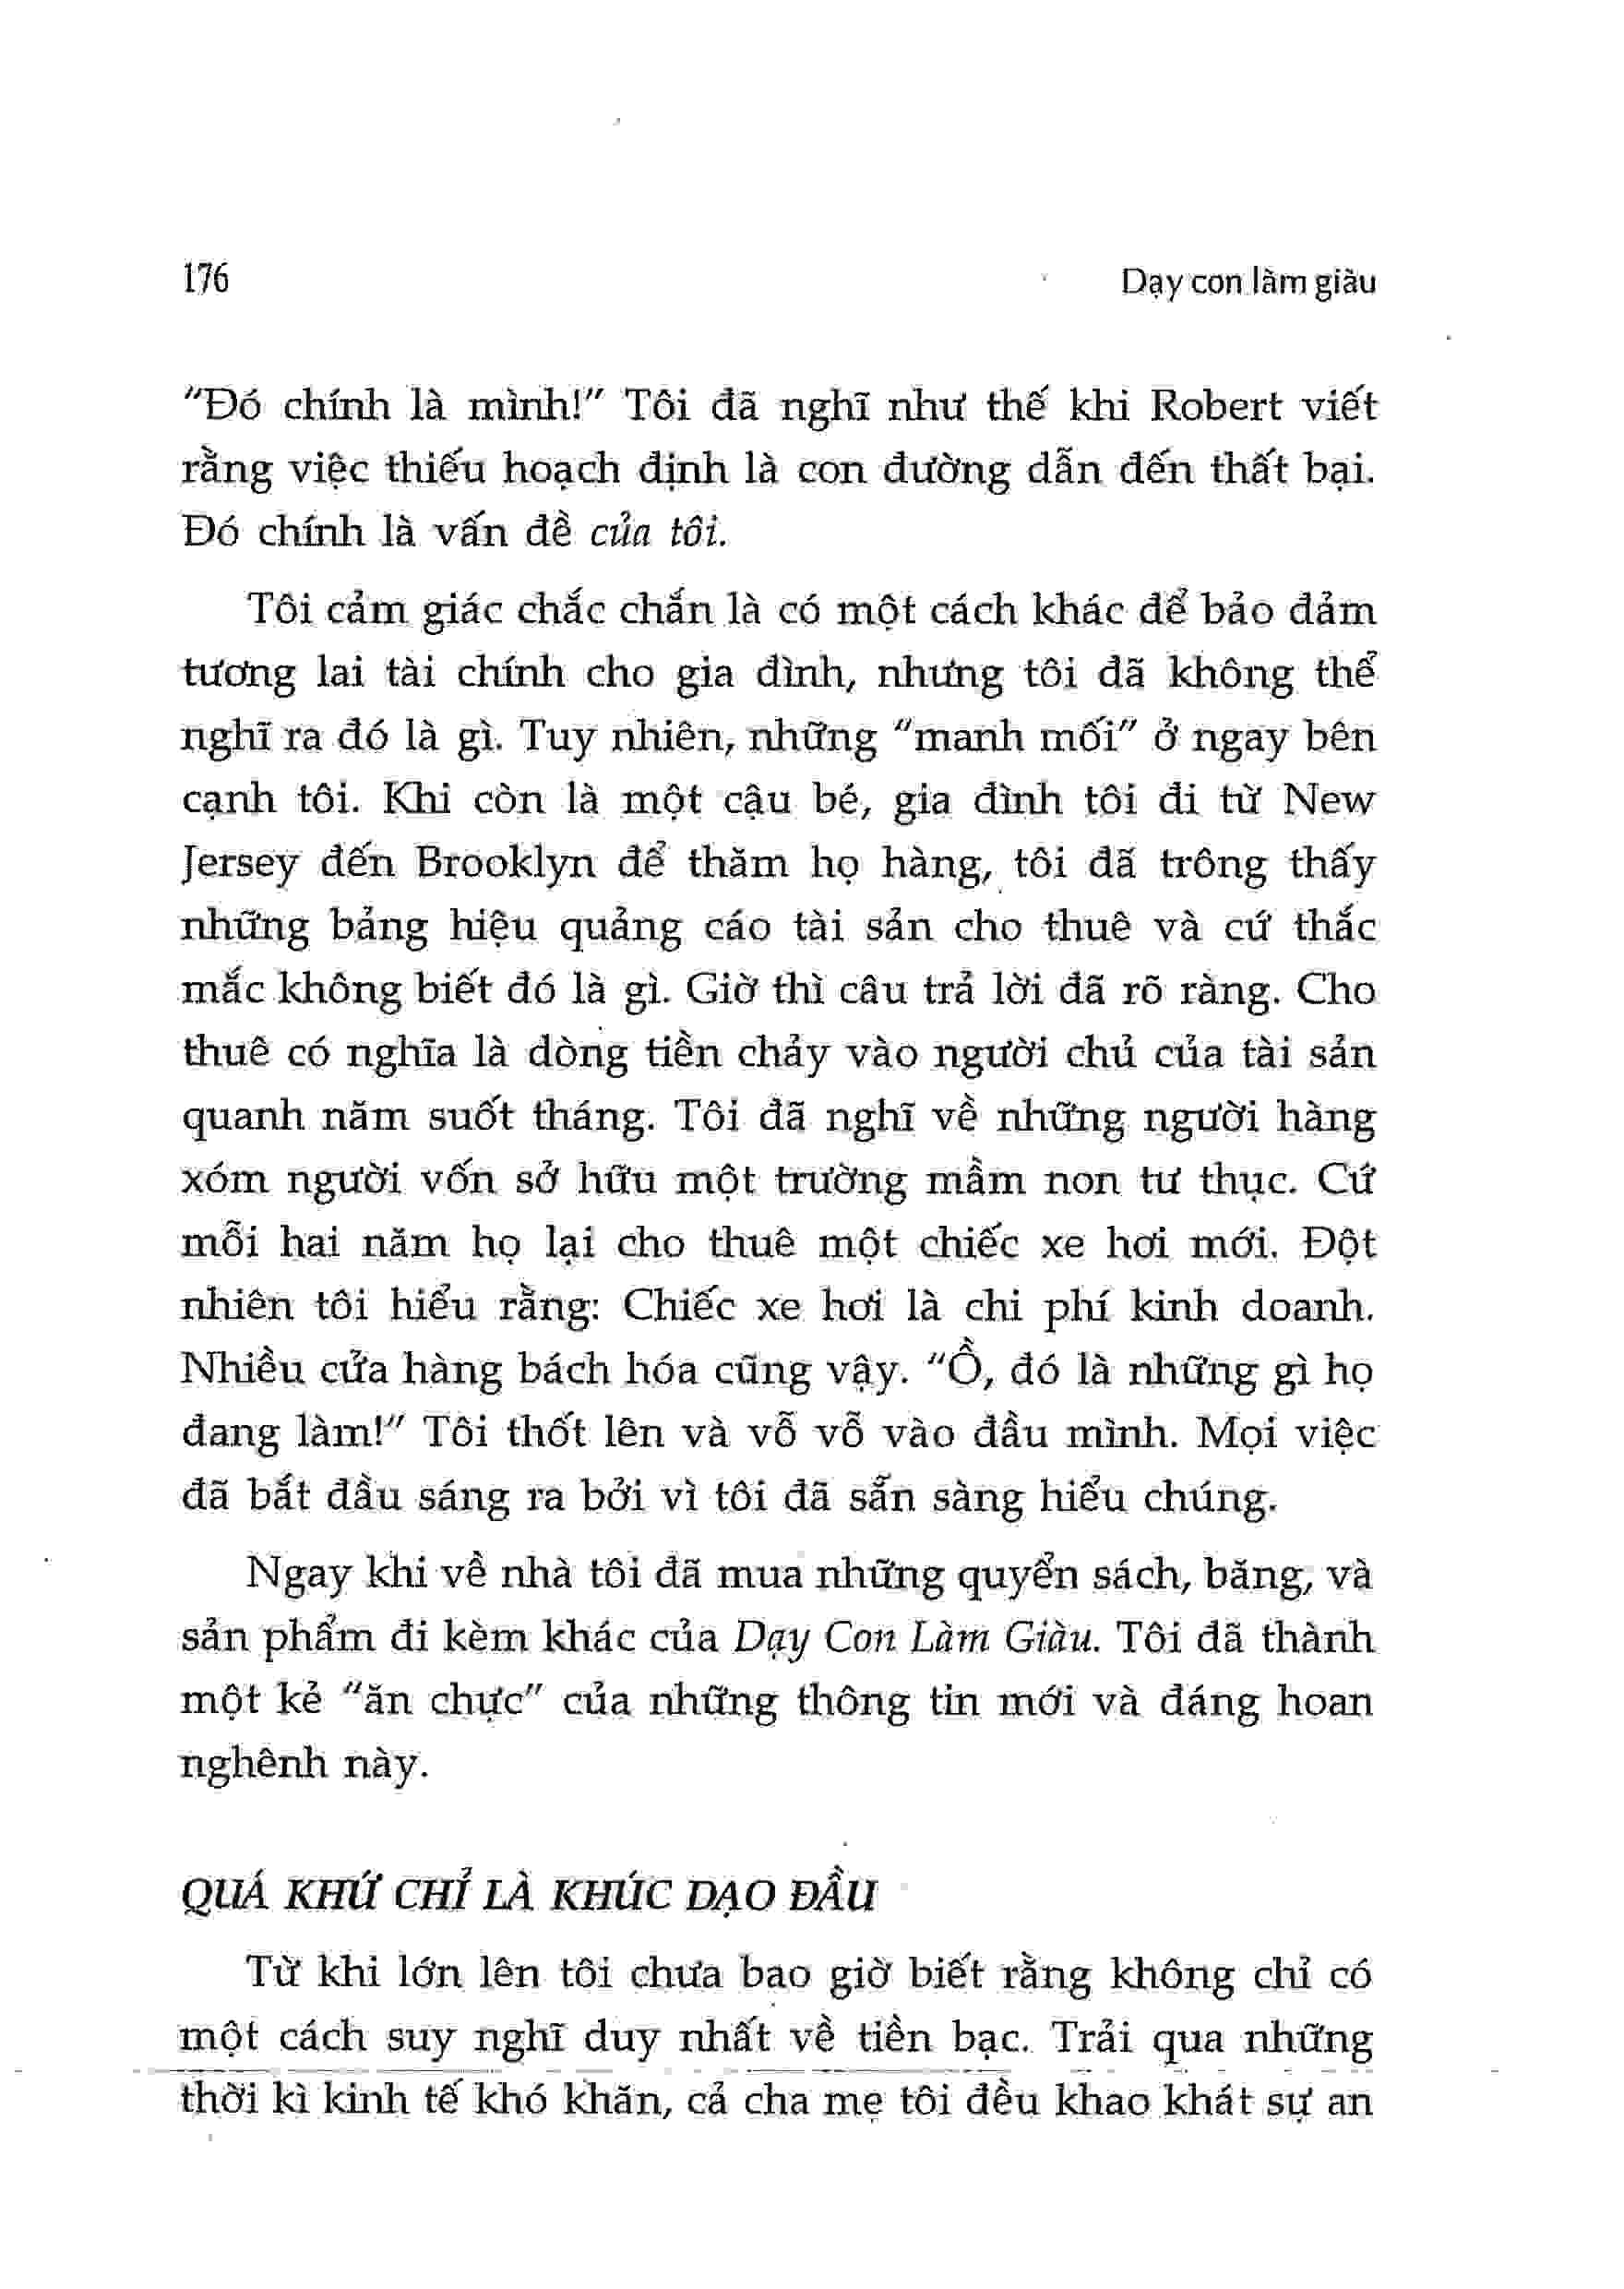 176
Dạy con làm giàu
"Đó chính là mình!" Tôi đã nghĩ như thế khi Robert viết
rằng việc thiếu hoạch định là con đường dẫn đến thất bại.
Đó chính là vấn đề của tôi.
Tôi cảm giác chắc chắn là có một cách khác để bảo đảm
tương lai tài chính cho gia đình, nhưng tôi đã không thể
nghĩ ra đó là gì. Tuy nhiên, những "manh mối" ở ngay bên
cạnh tôi. Khi còn là một cậu bé, gia đình tôi đi từ New
Jersey đến Brooklyn để thăm họ hàng, tôi đã trông thấy
những bảng hiệu quảng cáo tài sản cho thuê và cứ thắc
mắc không biết đó là gì. Giờ thì câu trả lời đã rõ ràng. Cho
thuê có nghĩa là dòng tiền chảy vào người chủ của tài sản
quanh năm suốt tháng. Tôi đã nghĩ về những người hàng
xóm người vốn sở hữu một trường mầm non tư thục. Cứ
mỗi hai năm họ lại cho thuê một chiếc xe hơi mới. Đột
nhiên tôi hiểu rằng: Chiếc xe hơi là chi phí kinh doanh.
Nhiều cửa hàng bách hóa cũng vậy. "Ồ, đó là những gì họ
đang làm!" Tôi thốt lên và vỗ vỗ vào đầu mình. Mọi việc
đã bắt đầu sáng ra bởi vì tôi đã sẵn sàng hiểu chúng.
Ngay khi về nhà tôi đã mua những quyển sách, băng, và
sản phẩm đi kèm khác của Dạy Con Làm Giàu. Tôi đã thành
một kẻ "ăn chực" của những thông tin mới và đáng hoan
nghênh này.
QUÁ KHỨ CHỈ LÀ KHÚC DẠO ĐẦU
Từ khi lớn lên tôi chưa bao giờ biết rằng không chỉ có
một cách suy nghĩ duy nhất về tiền bạc. Trải qua những
thời kì kinh tế khó khăn, cả cha mẹ tôi đều khao khát sự an